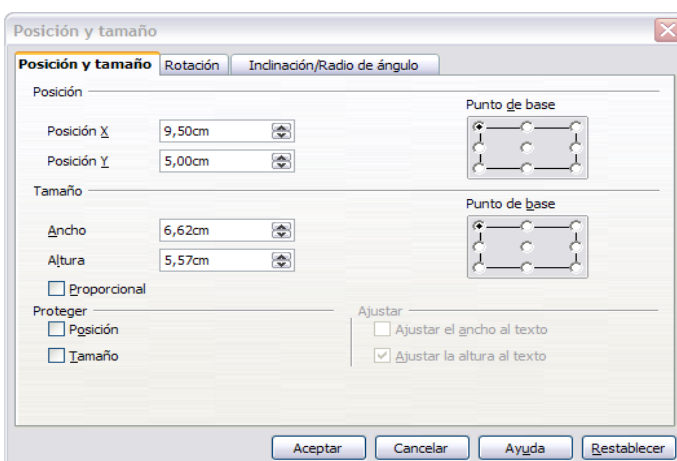 Posición y tamaño
Posición y tamaño Rotación Inclinación/Radio de ángulo
Posición
Punto de base
Posición X 9,50cm
Posición Y 5,00cm
Tamaño
Punto de base
Ancho 6,62cm
Altura 5,57cm
Proporcional
Proteger Ajustar
Posición Ajustar el ancho al texto
Tamaño Ajustar la altura al texto
Aceptar Cancelar Ayuda Restablecer